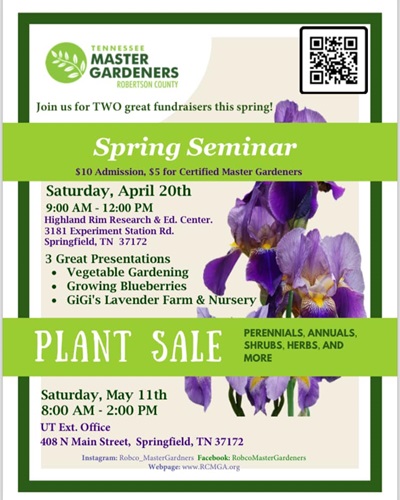 TENNESSEE
MASTER
GARDENERS
ROBERTSON COUNTY
Join us for TWO great fundraisers this spring!
Spring Seminar
$10 Admission, $5 for Certified Master Gardeners
Saturday, April 20th
9:00 AM - 12:00 PM
Highland Rim Research & Ed. Center.
3181 Experiment Station Rd.
Springfield, TN 37172
3 Great Presentations
• Vegetable Gardening
• Growing Blueberries
• GiGi's Lavender Farm & Nursery
PLANT SALE
PERENNIALS, ANNUALS,
SHRUBS, HERBS, AND
MORE
Saturday, May 11th
8:00 AM - 2:00 PM
UT Ext. Office
408 N Main Street, Springfield, TN 37172
Instagram: Robco_MasterGardners Facebook: RobcoMasterGardeners
Webpage: www.RCMGA.org